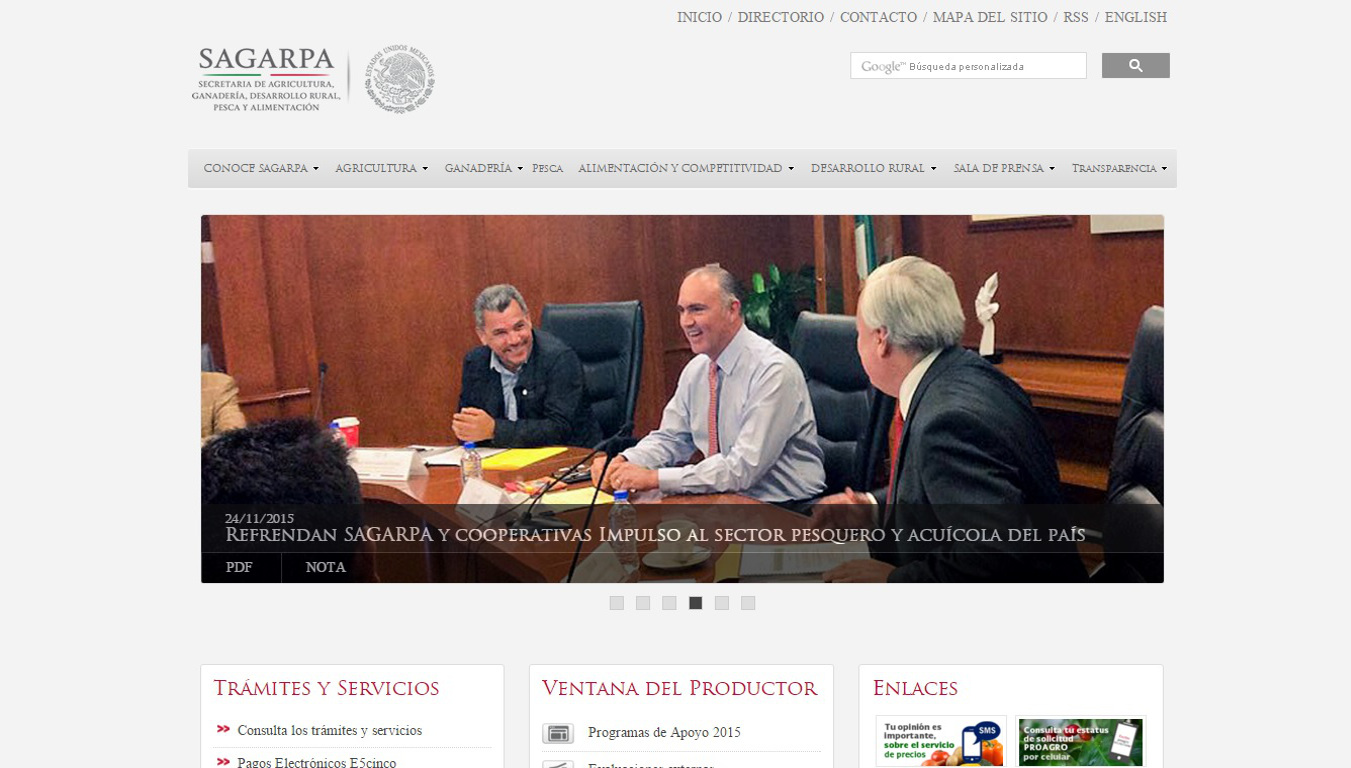 INICIO / DIRECTORIO / CONTACTO / MAPA DEL SITIO / RSS / ENGLISH
SAGARPA
SECRETARIA DE AGRICULTURA,
GANADERÍA, DESARROLLO RURAL,
PESCA Y ALIMENTACIÓN
ESTADOS UNIDOS MEXICANOS
Google™ Búsqueda personalizada
CONOCE SAGARPA AGRICULTURA GANADERÍA PESCA ALIMENTACIÓN Y COMPETITIVIDAD DESARROLLO RURAL SALA DE PRENSA TRANSPARENCIA
24/11/2015
REFRENDAN SAGARPA Y COOPERATIVAS IMPULSO AL SECTOR PESQUERO Y ACUÍCOLA DEL PAÍS
PDF NOTA
TRÁMITES Y SERVICIOS
Consulta los trámites y servicios
Pagos Electrónicos E5cinco
VENTANA DEL PRODUCTOR
Programas de Apoyo 2015
Evaluaciones externas
ENLACES
Tu opinión es
importante,
sobre el servicio
de precios
SMS
Consulta tu estatus
de solicitud
PROAGRO
por celular